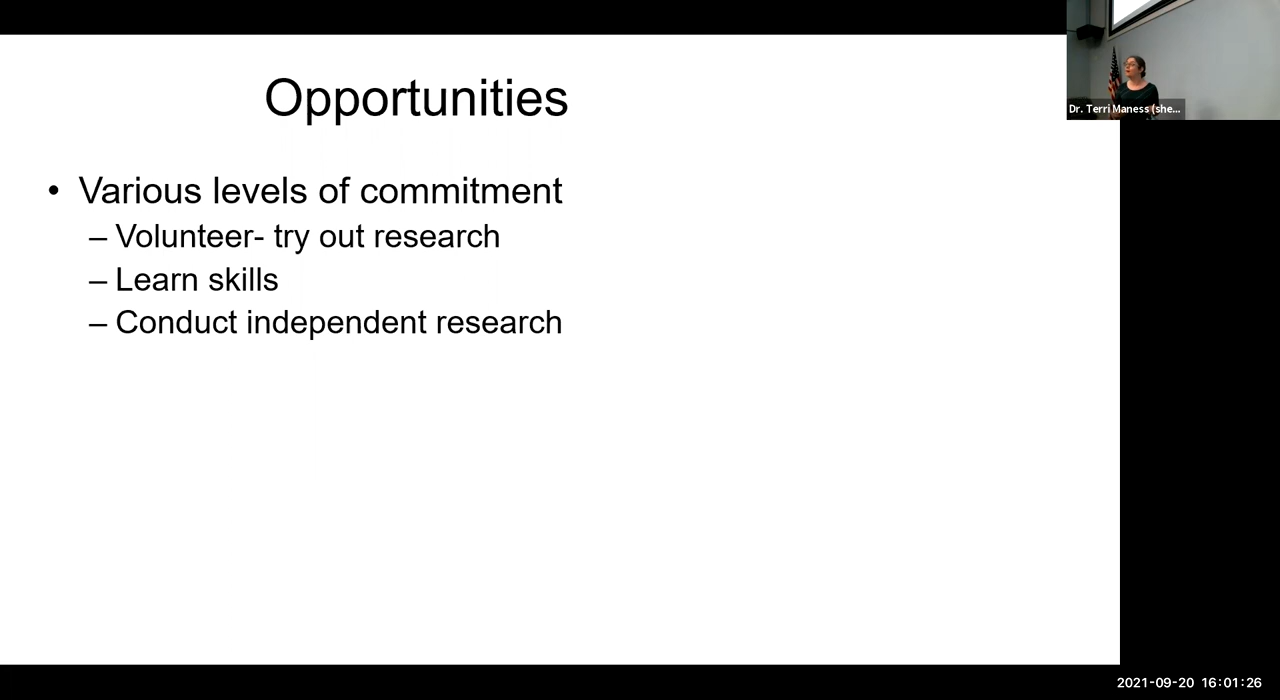 Opportunities
• Various levels of commitment
– Volunteer- try out research
– Learn skills
– Conduct independent research
Dr. Terri Maness (she...
2021-09-20 16:01:26